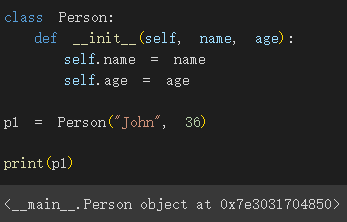 class Person:
    def __init__(self, name, age):
        self.name = name
        self.age = age

p1 = Person("John", 36)

print(p1)
<__main__.Person object at 0x7e3031704850>